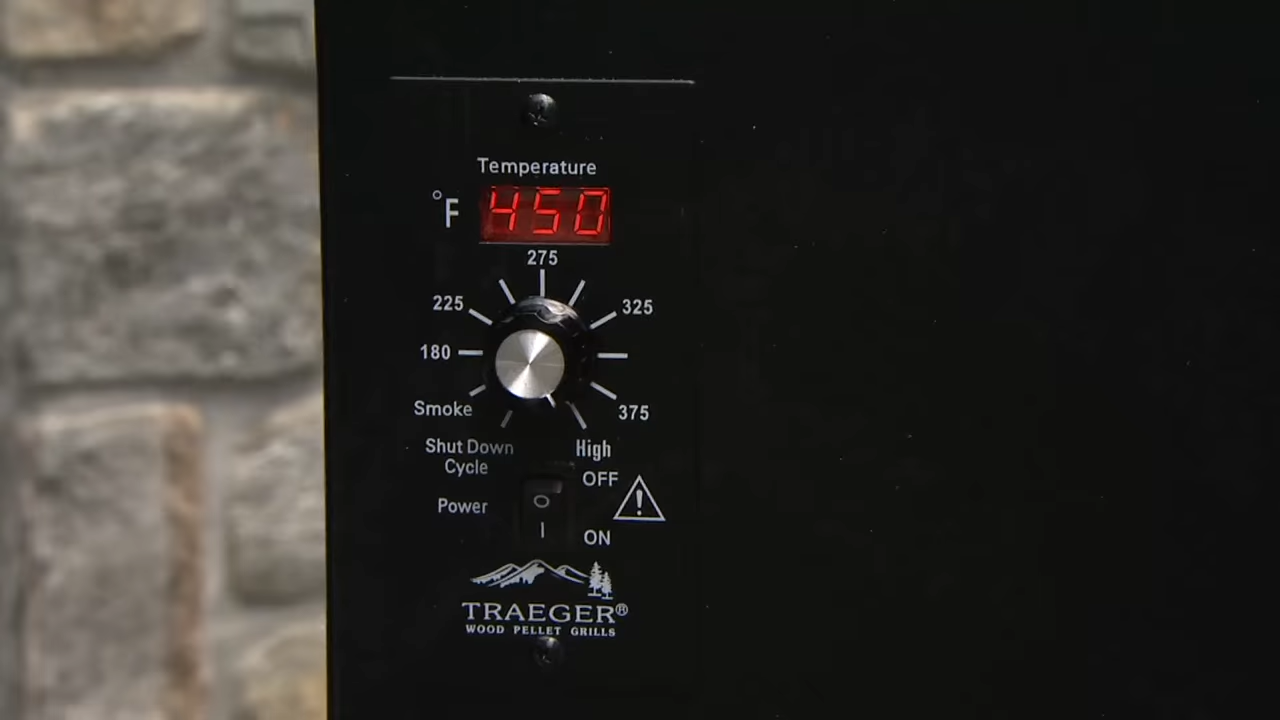 Temperature
°F 450
275
225 325
180
Smoke 375
Shut Down Cycle High
OFF
Power O
I ON
TRAEGER®
WOOD PELLET GRILLS